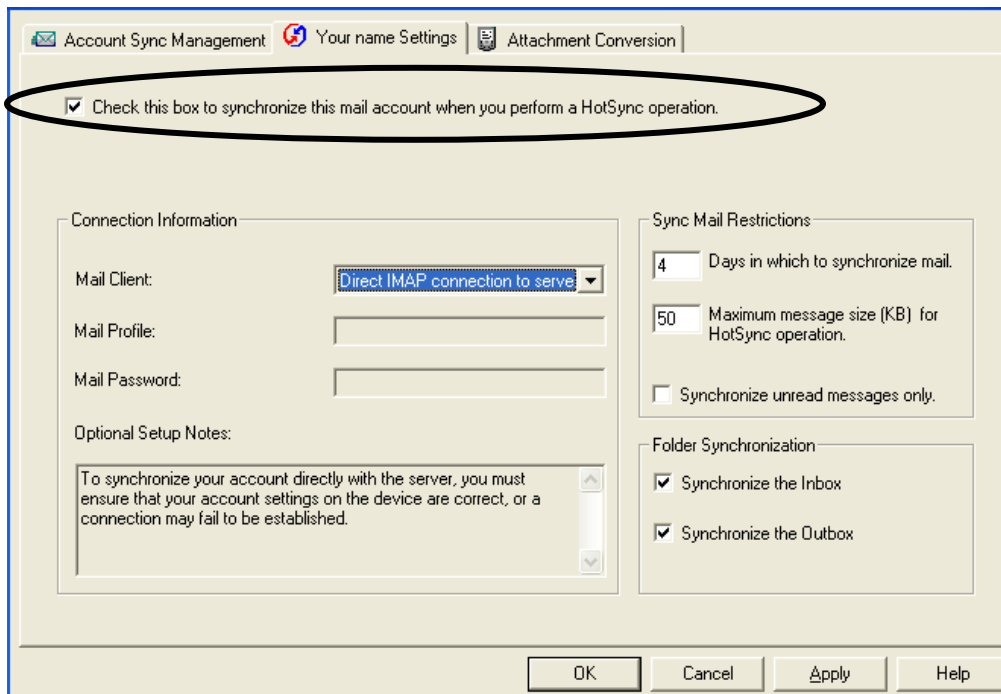 Account Sync Management
Your name Settings
Attachment Conversion
Check this box to synchronize this mail account when you perform a HotSync operation.
Connection Information
Mail Client:
Direct IMAP connection to serve
Mail Profile:
Mail Password:
Optional Setup Notes:
To synchronize your account directly with the server, you must
ensure that your account settings on the device are correct, or a
connection may fail to be established.
Sync Mail Restrictions
4 Days in which to synchronize mail.
50 Maximum message size (KB) for
HotSync operation.
Synchronize unread messages only.
Folder Synchronization
Synchronize the Inbox
Synchronize the Outbox
OK
Cancel
Apply
Help